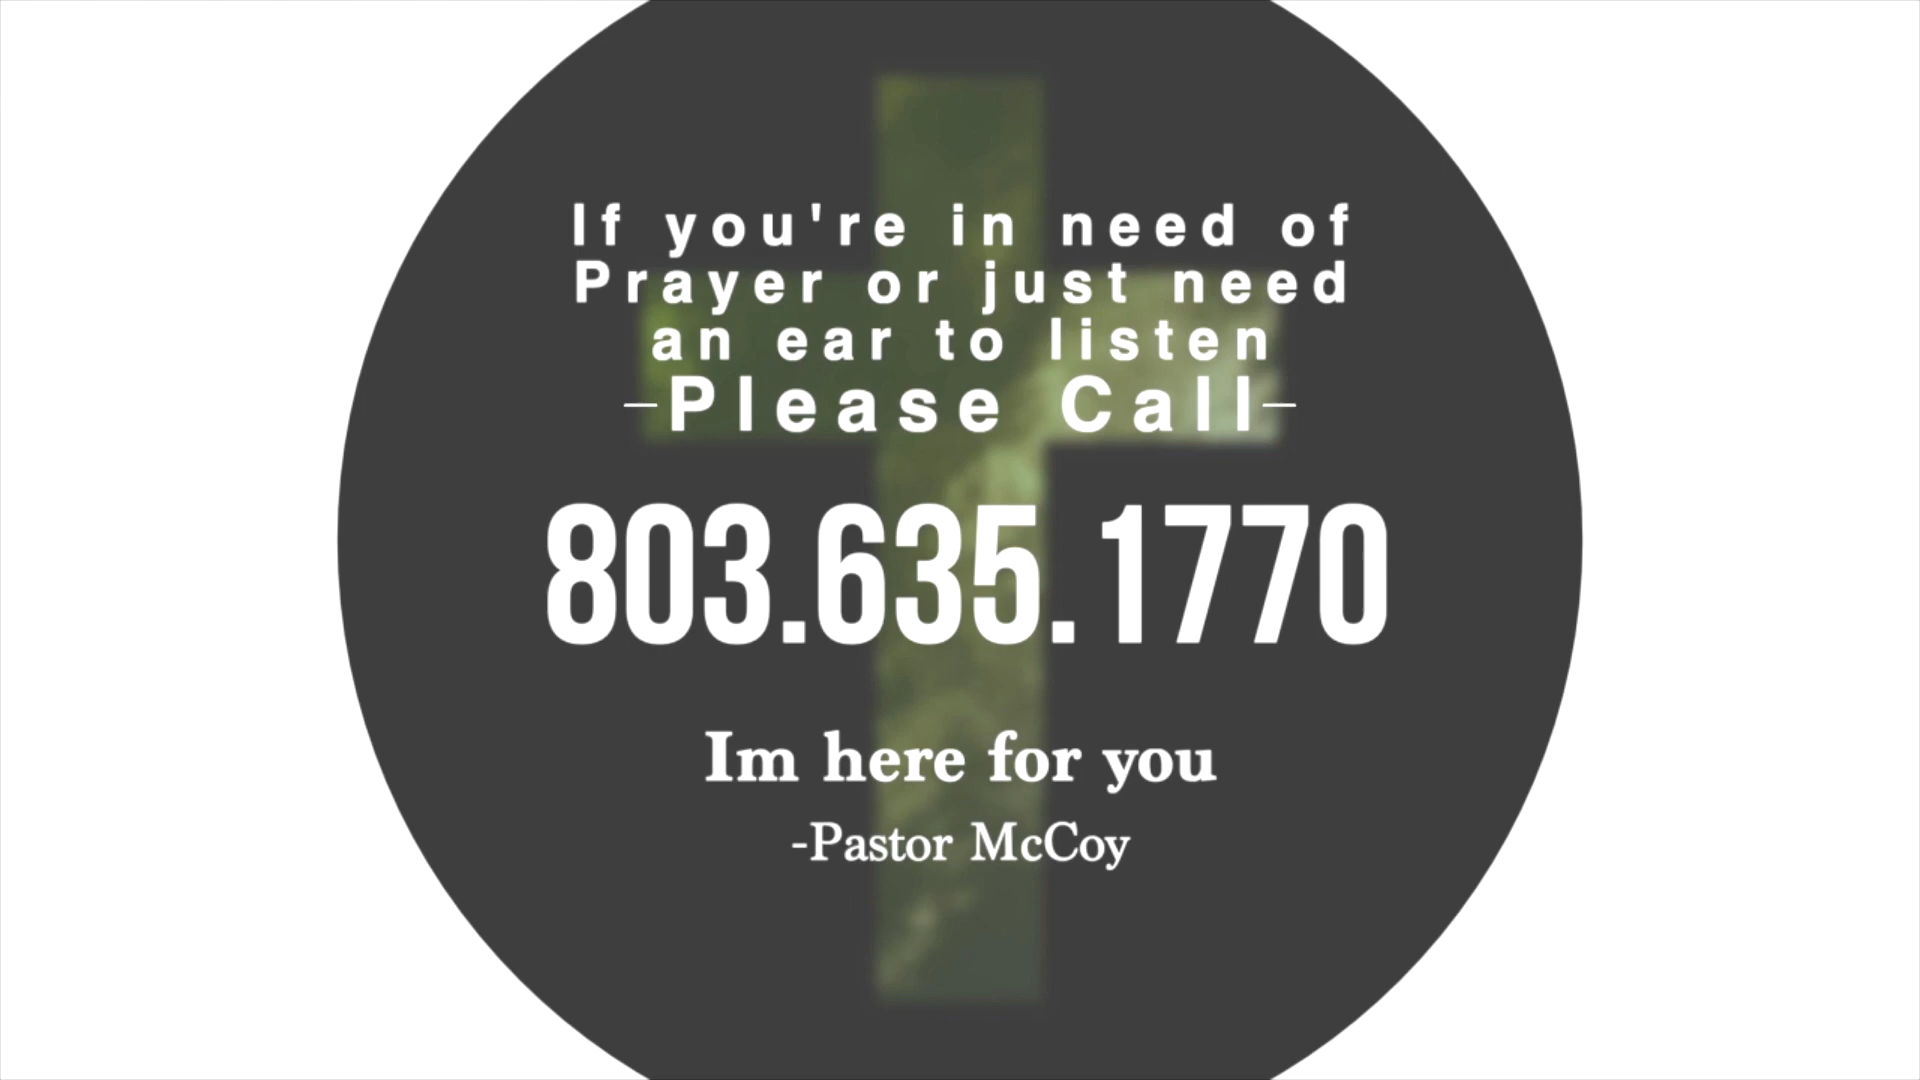 If you're in need of
Prayer or just need
an ear to listen
–Please Call–
803.635.1770
Im here for you
-Pastor McCoy